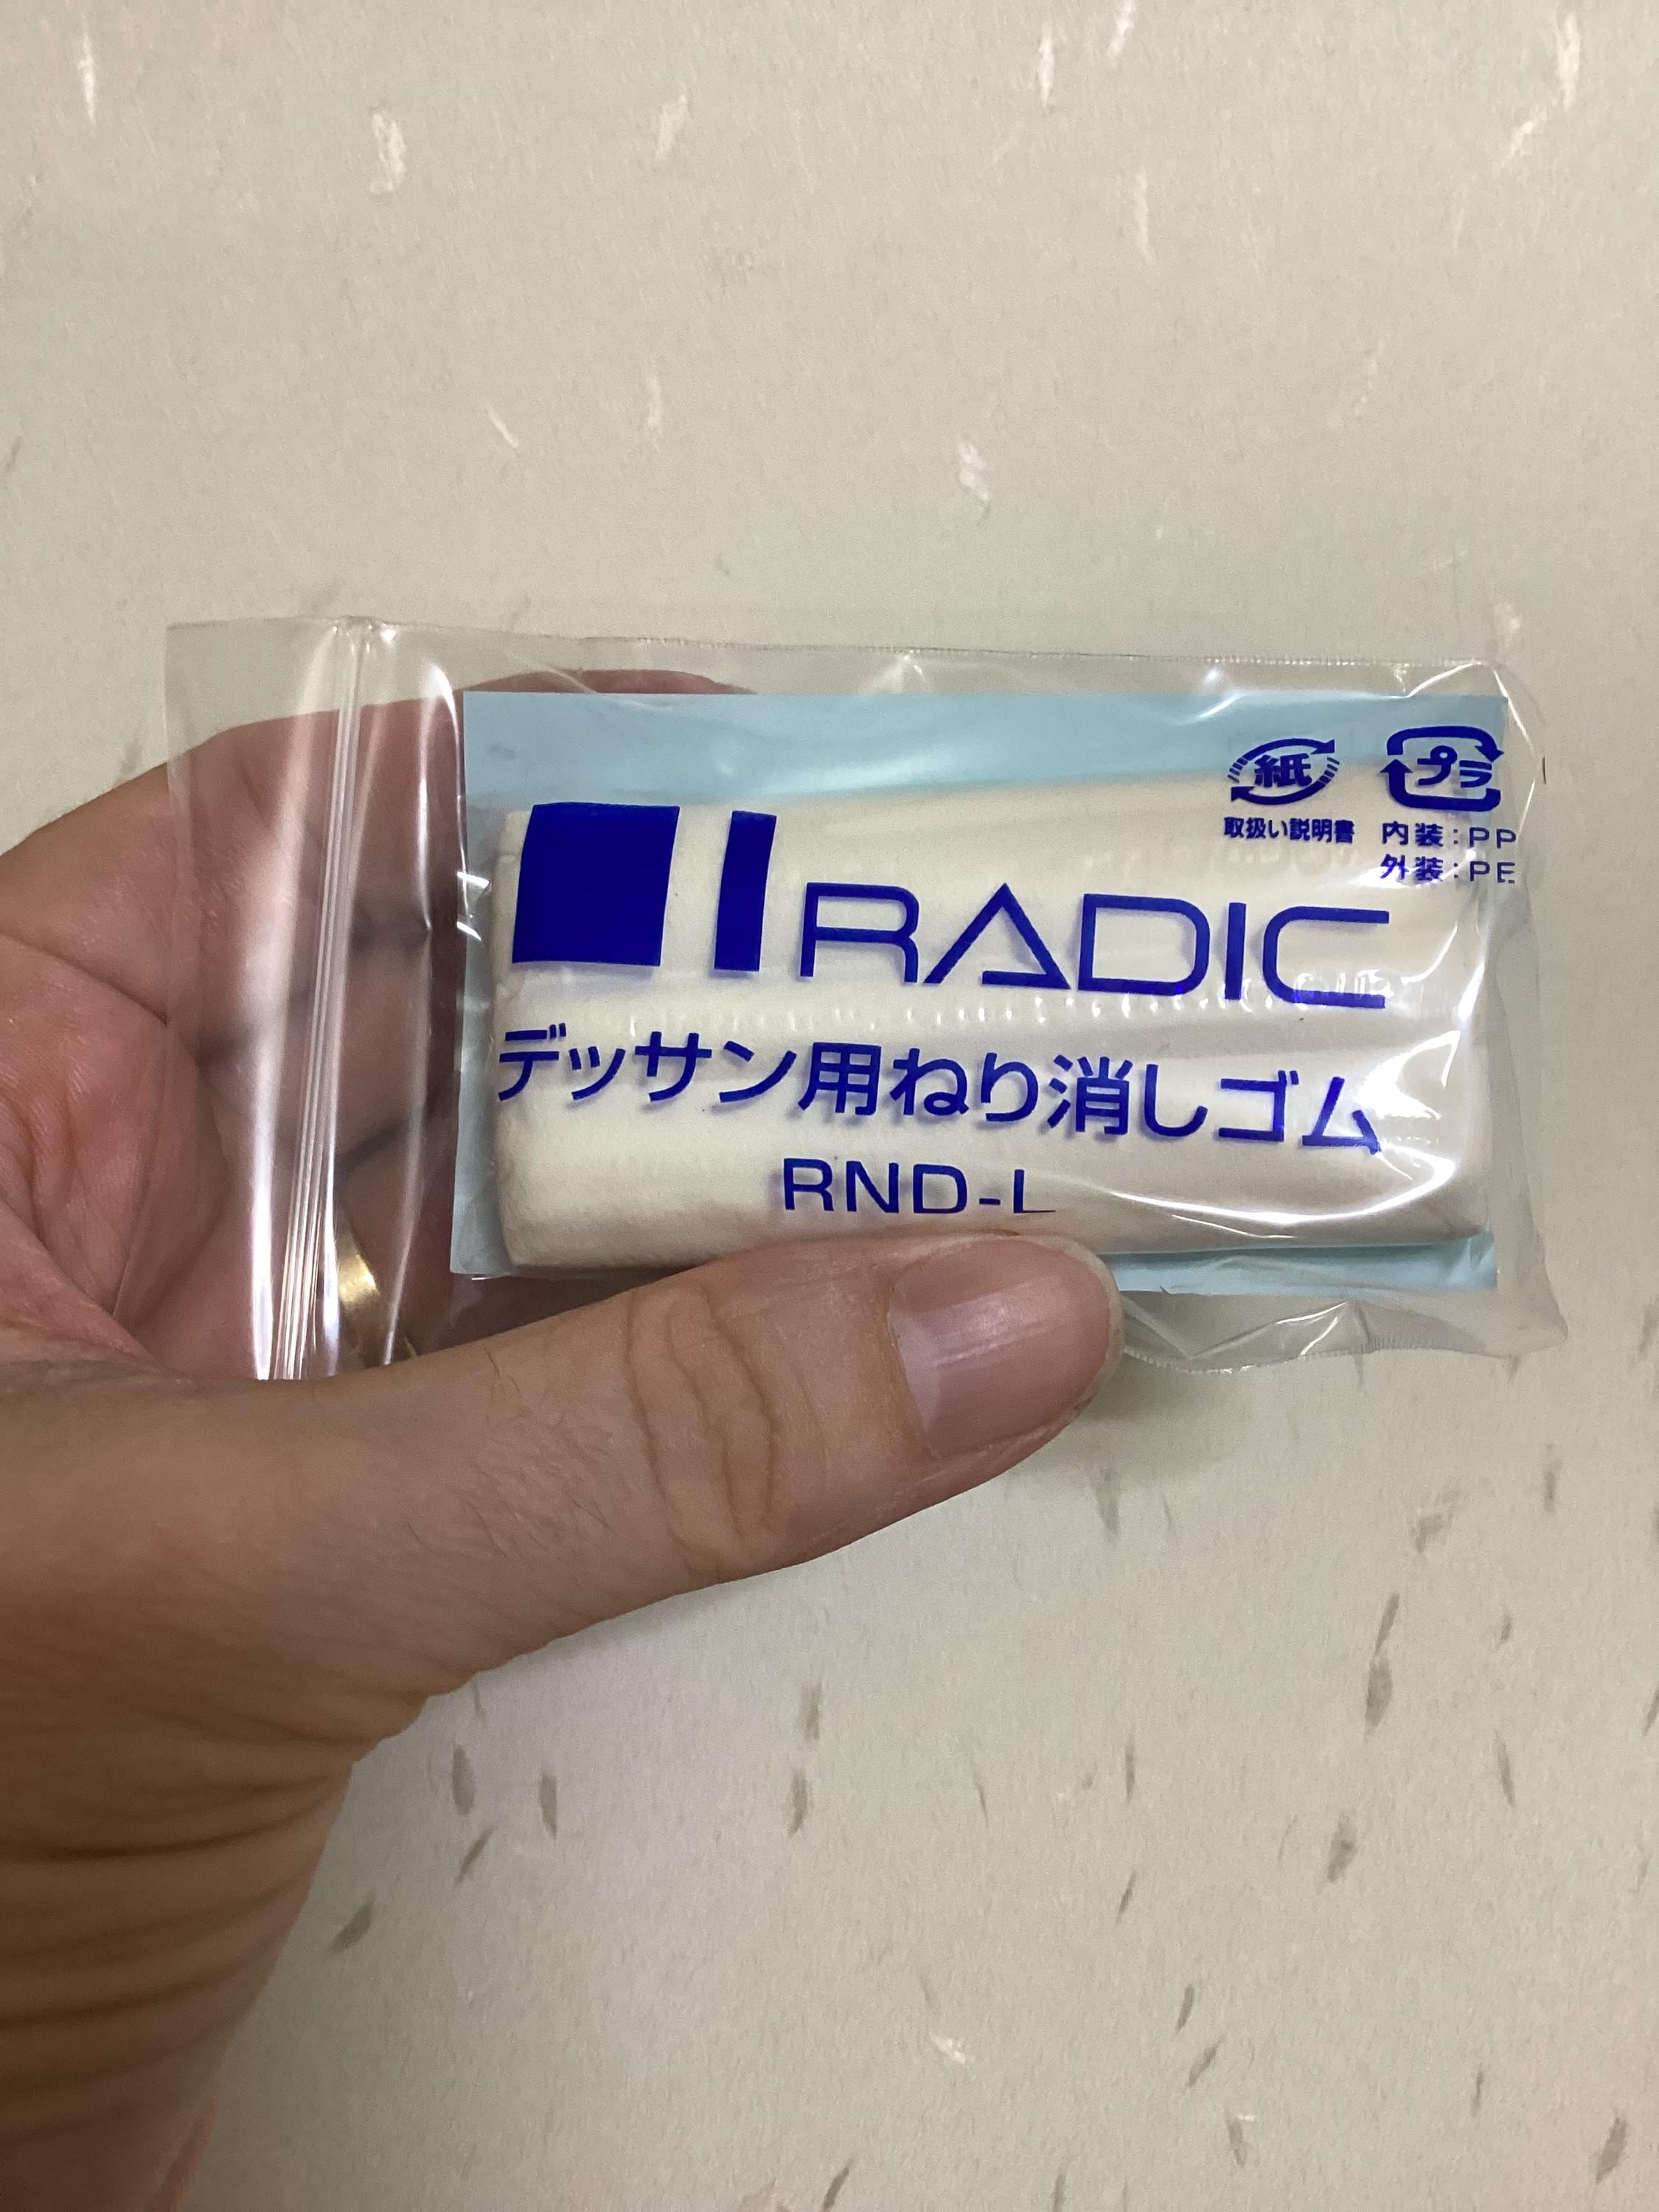 紙 プラ
取扱い説明書 内装:PP
外装:PE
RADIC
デッサン用ねり消しゴム
RND-L